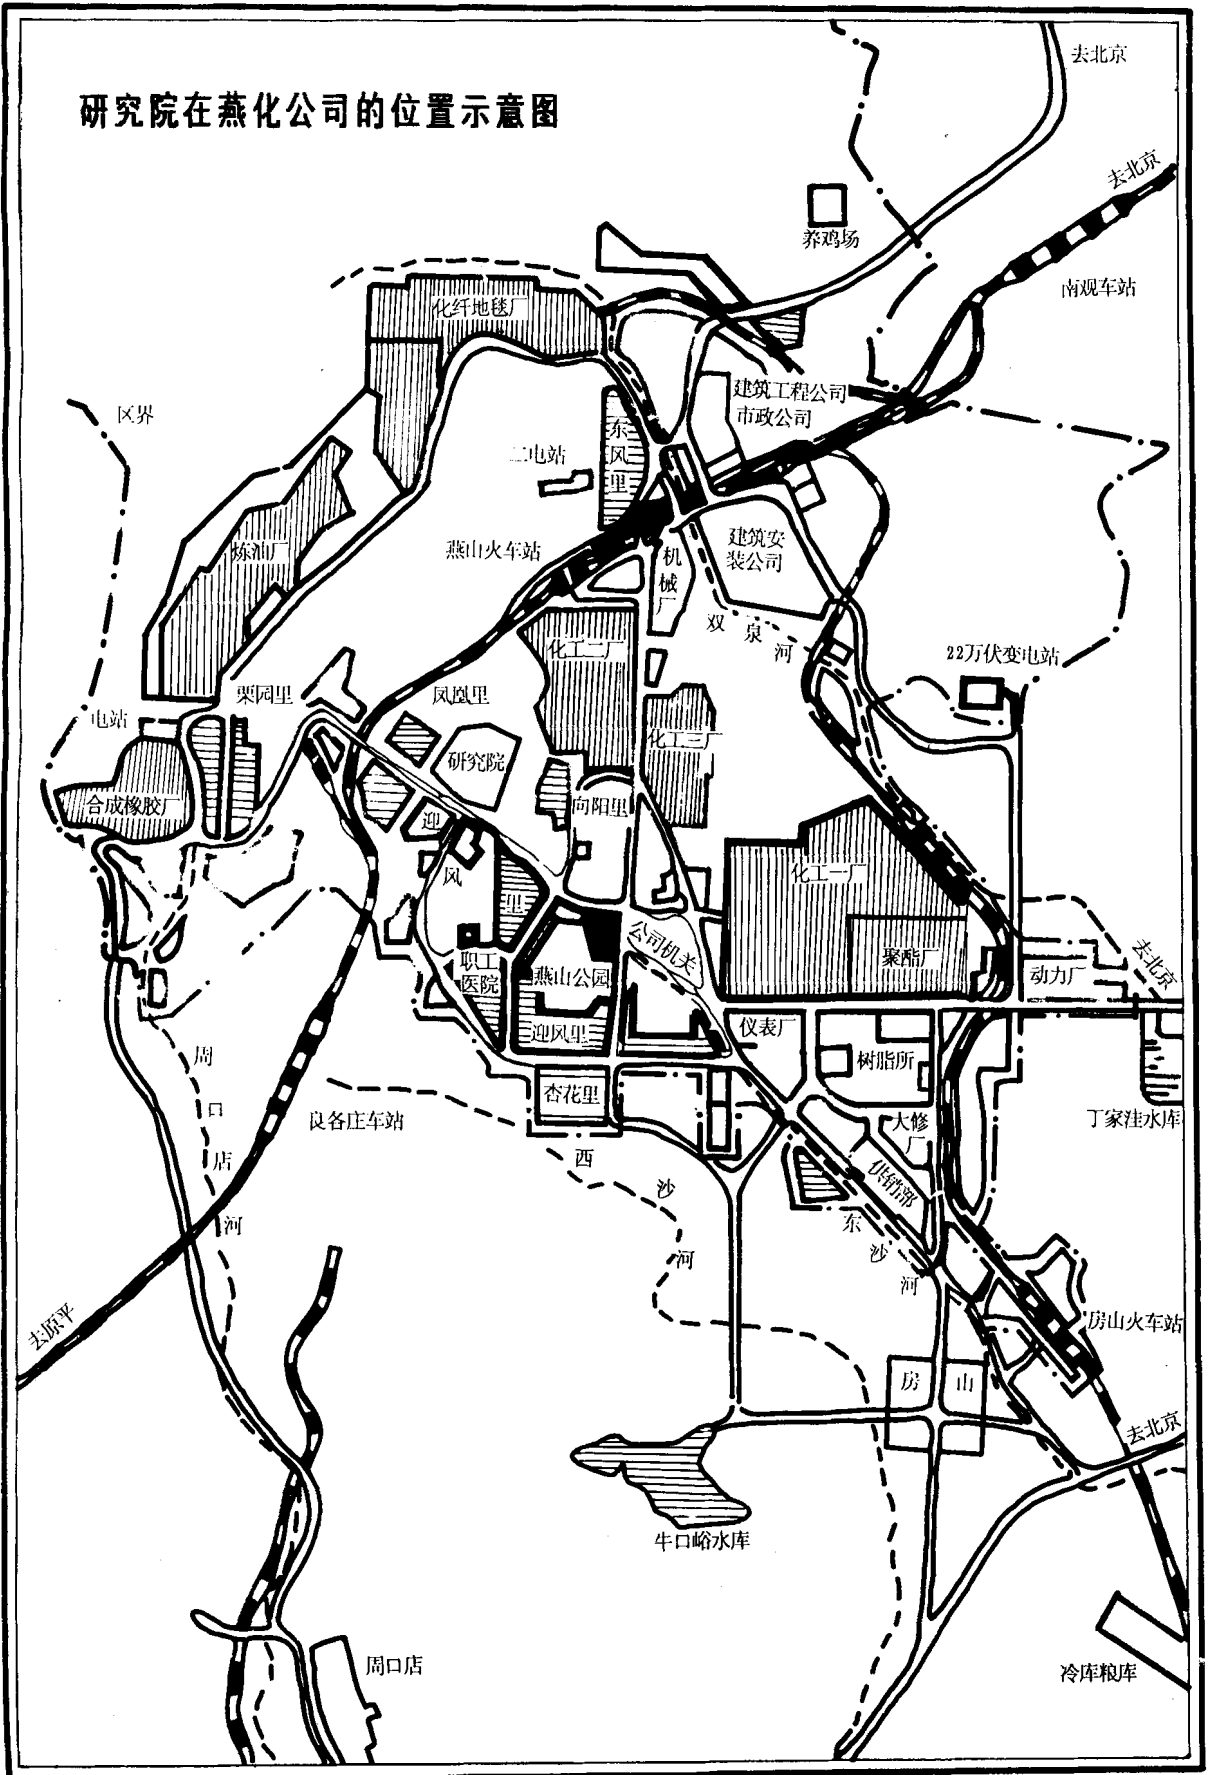 去北京
研究院在燕化公司的位置示意图
去北京
养鸡场
南观车站
化纤地毯厂
建筑工程公司
市政公司
区界
东风里
二电站
炼油厂
燕山火车站
机械厂
建筑安
装公司
双泉河
化工二厂
22万伏变电站
栗园里
凤凰里
电站
研究院
化工三厂
合成橡胶厂
迎风里
向阳里
化工一厂
公司机关
职工
医院
燕山公园
聚酯厂
动力厂
去北京
迎风里
仪表厂
树脂所
周口店河
良各庄车站
杏花里
大修厂
丁家洼水库
西沙河
供销部
东沙河
去原平
房山火车站
房山
去北京
牛口峪水库
周口店
冷库粮库